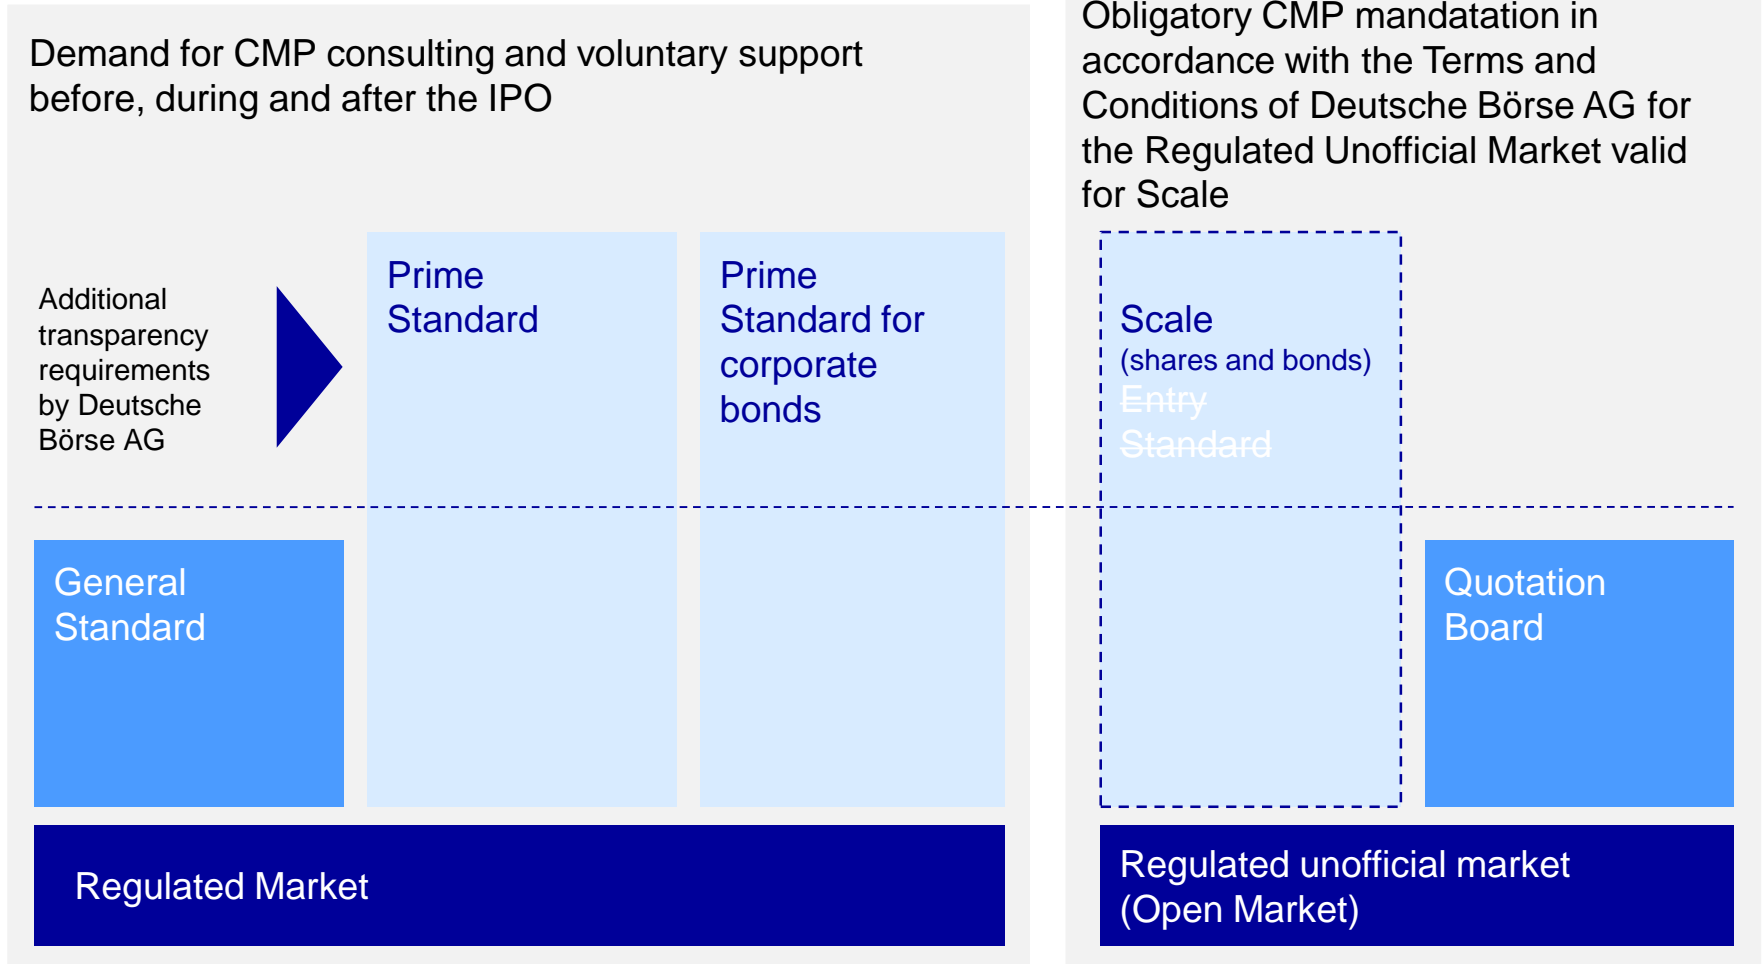 Demand for CMP consulting and voluntary support
before, during and after the IPO
Obligatory CMP mandatation in
accordance with the Terms and
Conditions of Deutsche Börse AG for
the Regulated Unofficial Market valid
for Scale
Additional
transparency
requirements
by Deutsche
Börse AG
Prime
Standard
Prime
Standard for
corporate
bonds
Scale
(shares and bonds)
Entry
Standard
General
Standard
Quotation
Board
Regulated Market
Regulated unofficial market
(Open Market)